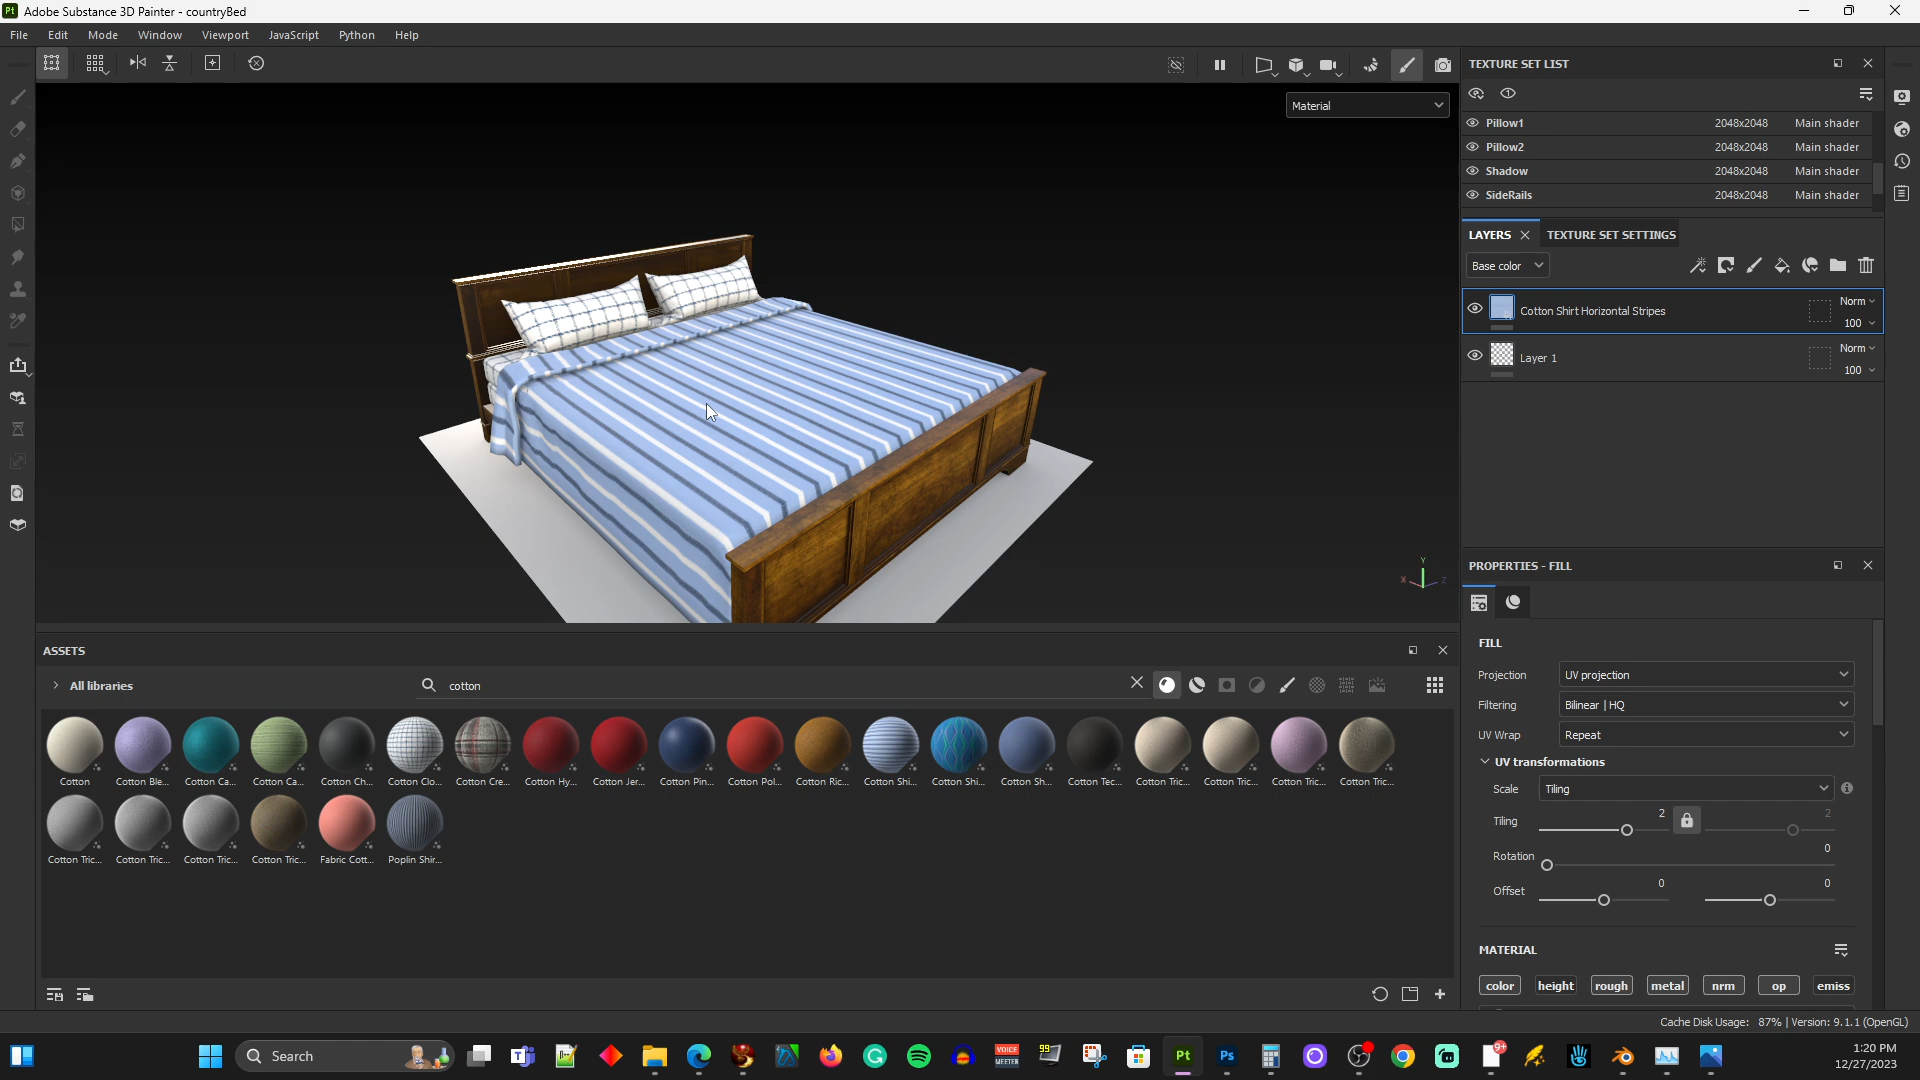 Pt Adobe Substance 3D Painter - countryBed
File Edit Mode Window Viewport JavaScript Python Help
Material
TEXTURE SET LIST
Pillow1 2048x2048 Main shader
Pillow2 2048x2048 Main shader
Shadow 2048x2048 Main shader
SideRails 2048x2048 Main shader
LAYERS TEXTURE SET SETTINGS
Base color
Cotton Shirt Horizontal Stripes Norm
100
Layer 1 Norm
100
Y
X Z
PROPERTIES - FILL
FILL
Projection UV projection
Filtering Bilinear | HQ
UV Wrap Repeat
UV transformations
Scale Tiling
Tiling 2 2
Rotation 0
Offset 0 0
MATERIAL
color height rough metal nrm op emiss
ASSETS
All libraries cotton
Cotton Cotton Ble... Cotton Ca... Cotton Ca... Cotton Ch... Cotton Clo... Cotton Cre... Cotton Hy... Cotton Jer... Cotton Pin... Cotton Pol... Cotton Ric... Cotton Shi... Cotton Shi... Cotton Sh... Cotton Tec... Cotton Tric... Cotton Tric... Cotton Tric... Cotton Tric...
Cotton Tric... Cotton Tric... Cotton Tric... Cotton Tric... Fabric Cott... Poplin Shir...
Cache Disk Usage: 87% | Version: 9.1.1 (OpenGL)
Search
VOICE
MEETER
99
Pt
Ps
9+
1:20 PM
12/27/2023